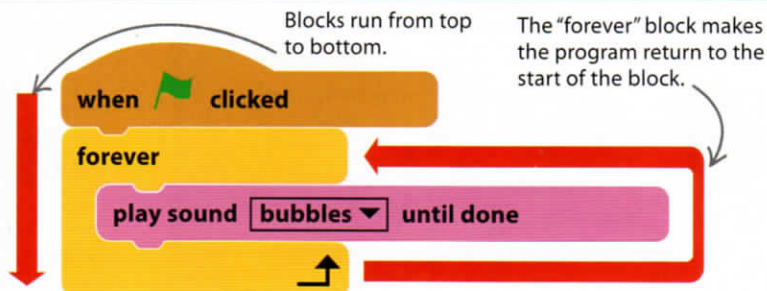 Blocks run from top
to bottom.
The “forever” block makes
the program return to the
start of the block.
when clicked
forever
play sound bubbles until done